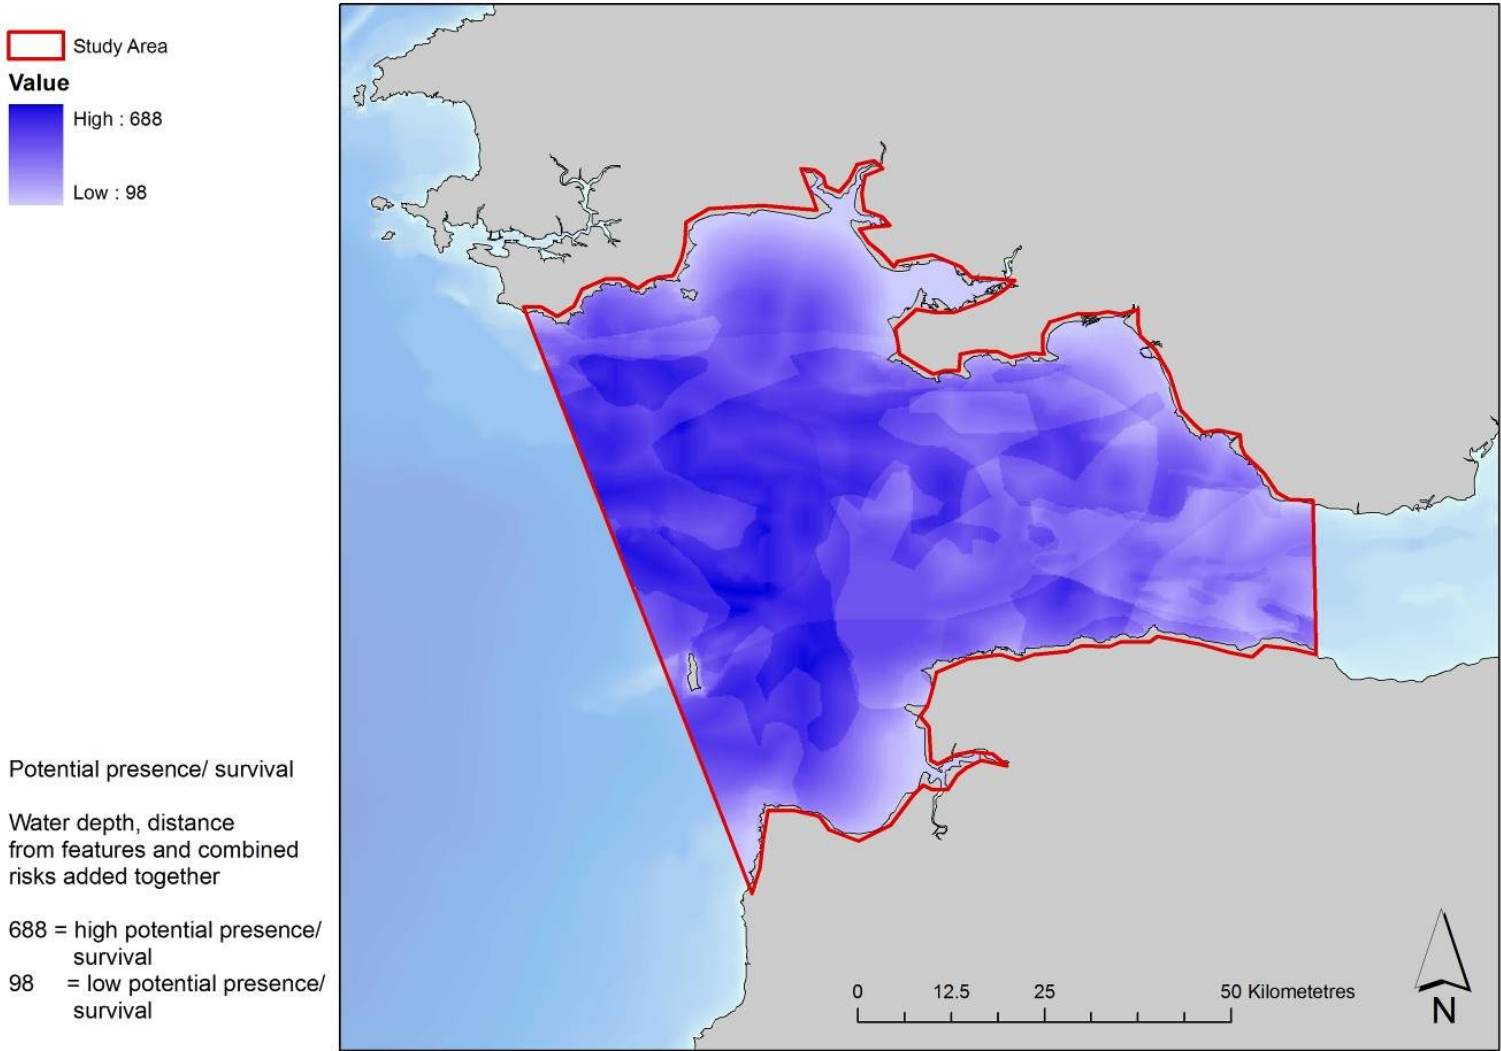 Study Area
Value
High : 688
Low : 98
Potential presence/ survival
Water depth, distance
from features and combined
risks added together
688 = high potential presence/
survival
98 = low potential presence/
survival
0 12.5 25 50 Kilometetres
N